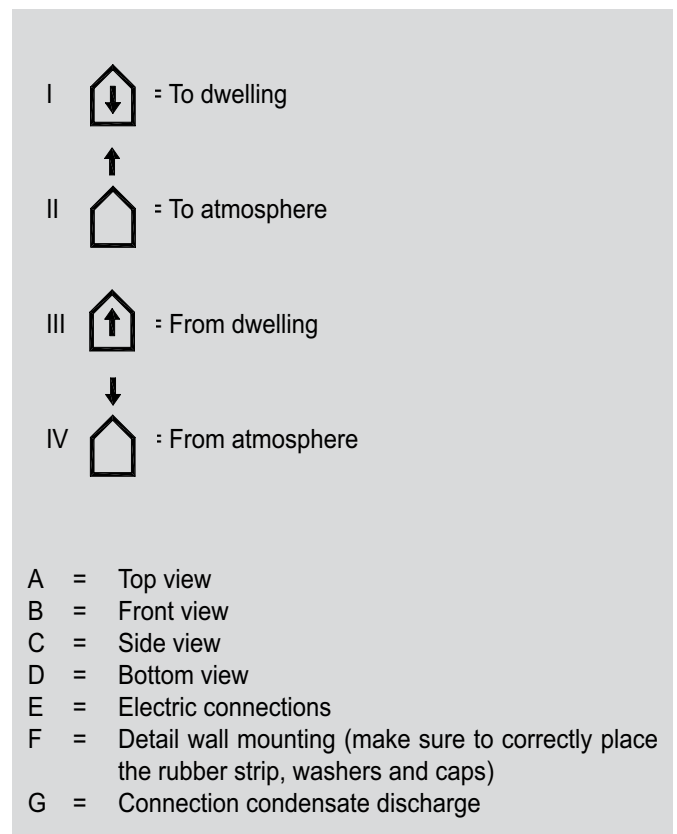 I = To dwelling
II = To atmosphere
III = From dwelling
IV = From atmosphere
A = Top view
B = Front view
C = Side view
D = Bottom view
E = Electric connections
F = Detail wall mounting (make sure to correctly place
the rubber strip, washers and caps)
G = Connection condensate discharge